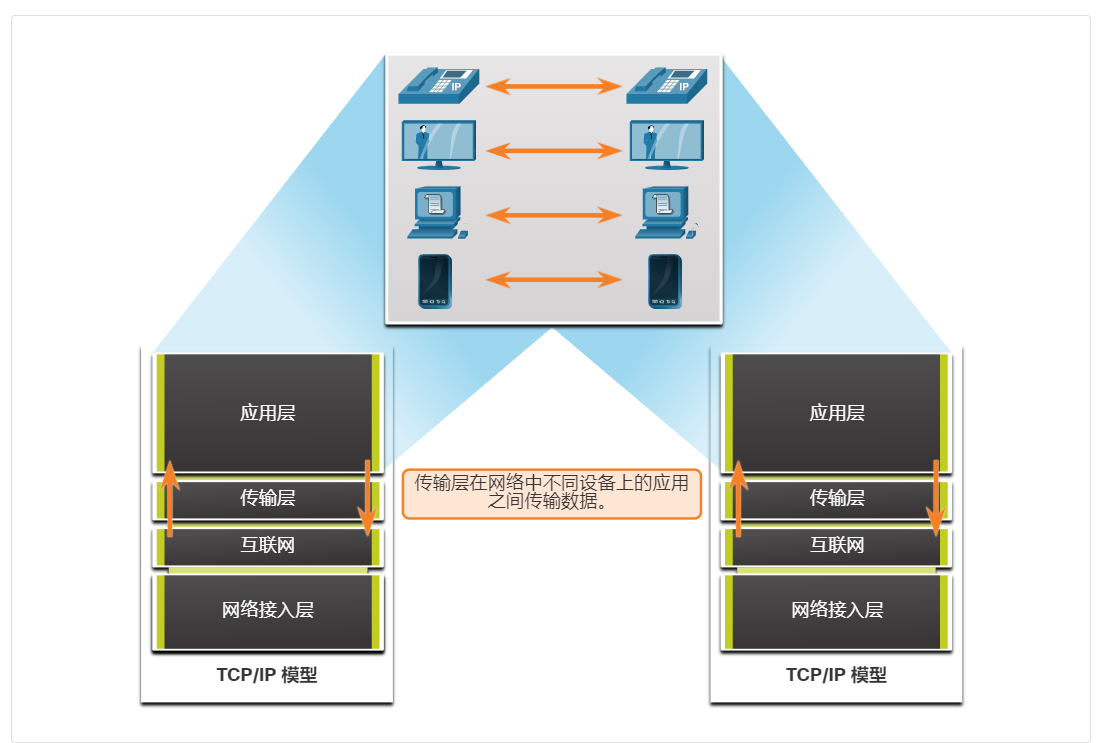 IP
IP
应用层
应用层
传输层在网络中不同设备上的应用
之间传输数据。
传输层
传输层
互联网
互联网
网络接入层
网络接入层
TCP/IP 模型
TCP/IP 模型